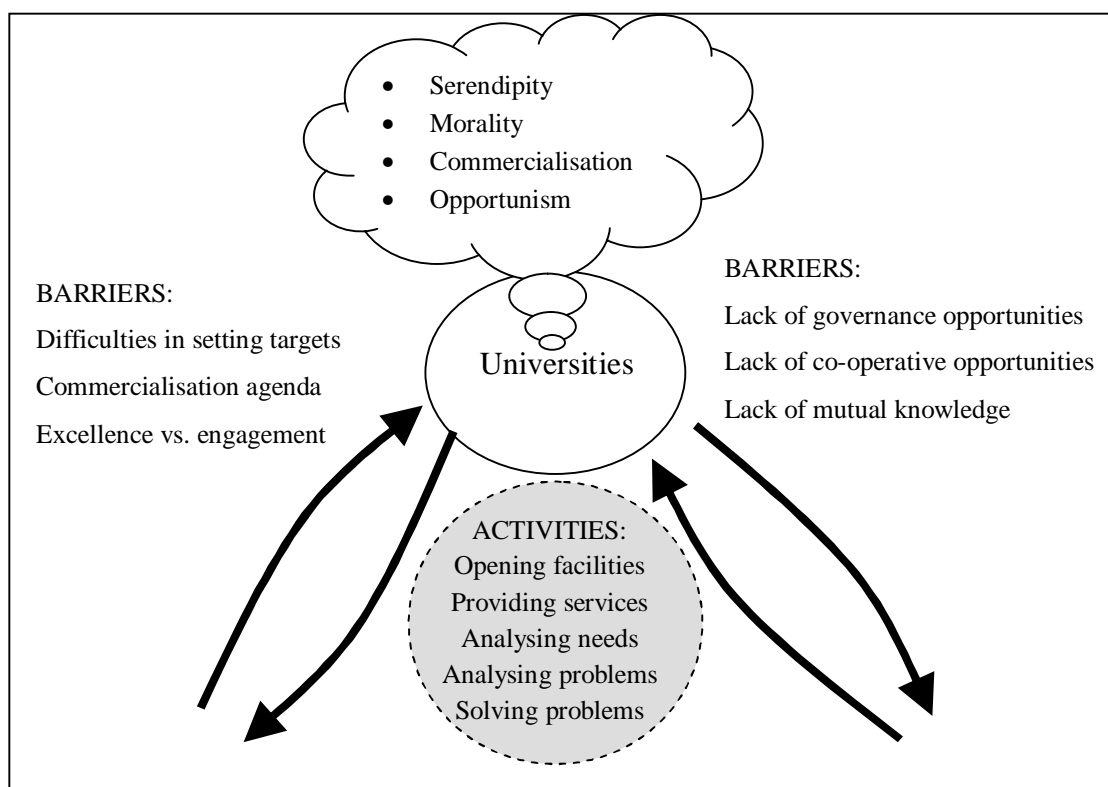 Serendipity
Morality
Commercialisation
Opportunism
BARRIERS:
Difficulties in setting targets
Commercialisation agenda
Excellence vs. engagement
BARRIERS:
Lack of governance opportunities
Lack of co-operative opportunities
Lack of mutual knowledge
Universities
ACTIVITIES:
Opening facilities
Providing services
Analysing needs
Analysing problems
Solving problems